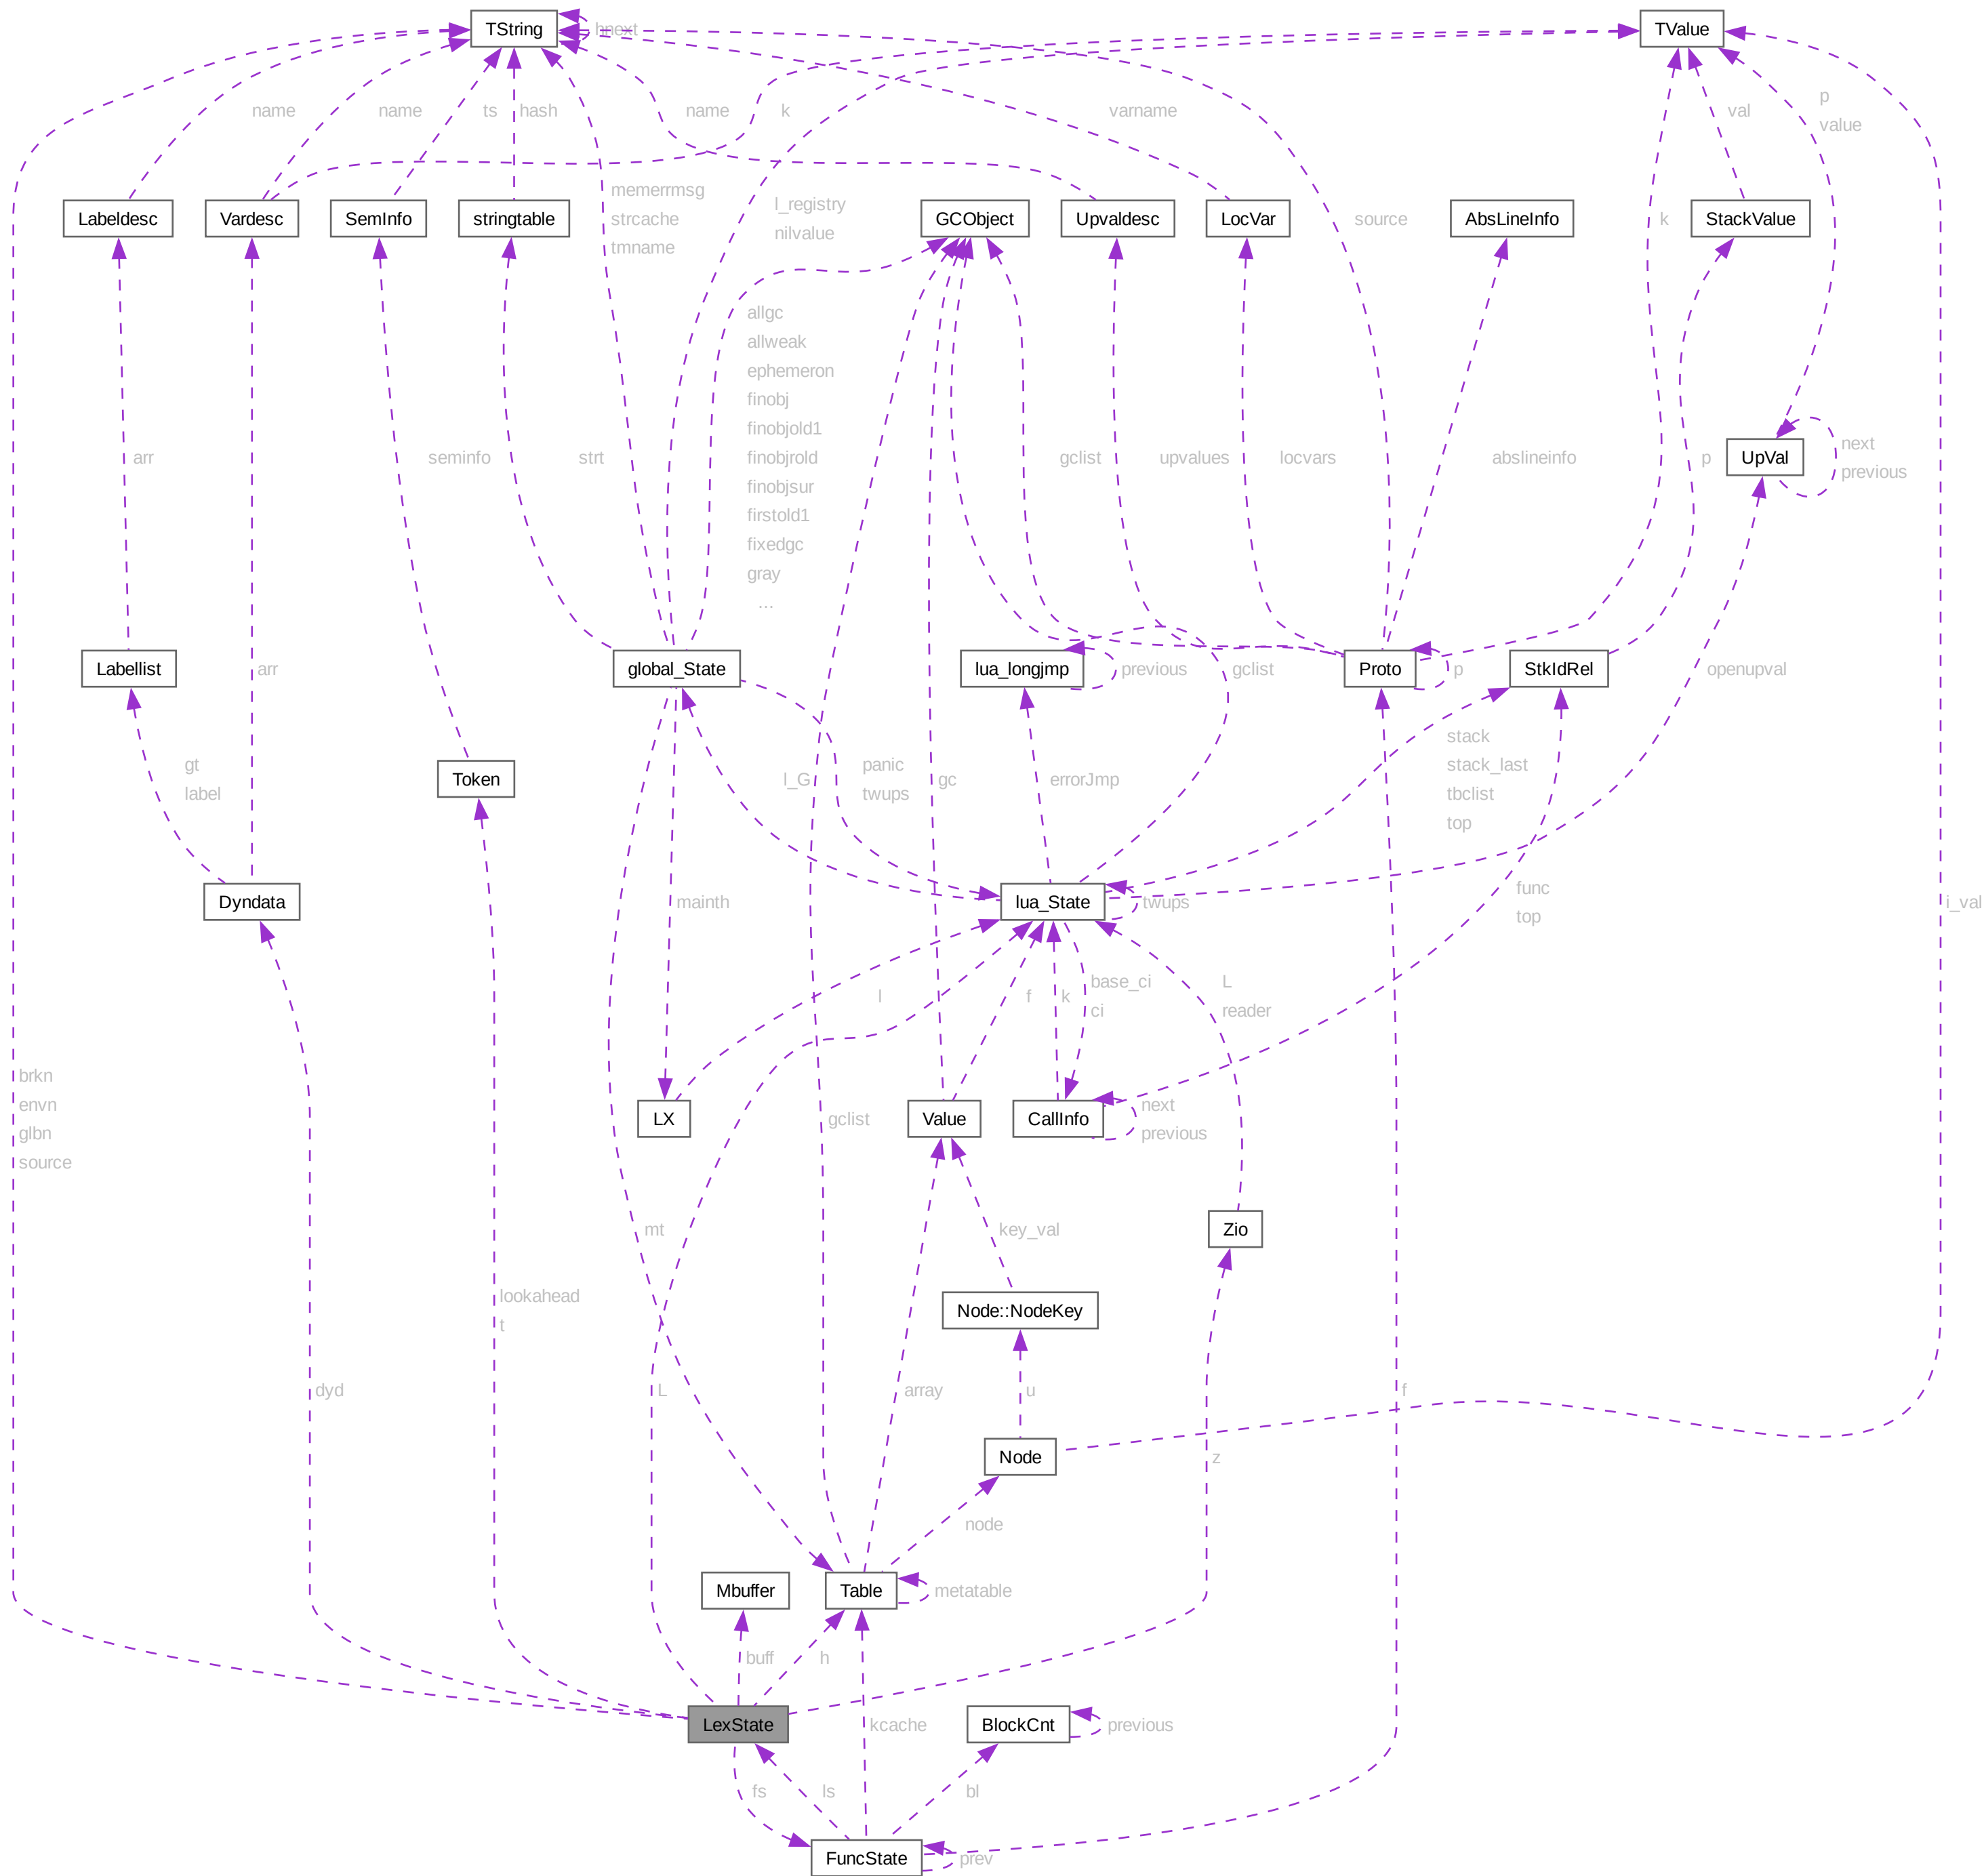 TString
hnext
TValue
name
name
ts
hash
name
k
varname
val
p
value
memerrmsg
strcache
tmname
l_registry
nilvalue
source
k
Labeldesc
Vardesc
SemInfo
stringtable
GCObject
Upvaldesc
LocVar
AbsLineInfo
StackValue
allgc
allweak
ephemeron
finobj
finobjold1
finobjrold
finobjsur
firstold1
fixedgc
gray
...
arr
seminfo
strt
gclist
upvalues
locvars
abslineinfo
p
UpVal
next
previous
Labellist
arr
global_State
lua_longjmp
previous
gclist
Proto
p
StkIdRel
openupval
gt
label
Token
l_G
panic
twups
gc
errorJmp
stack
stack_last
tbclist
top
Dyndata
mainth
lua_State
twups
func
top
i_val
l
f
k
base_ci
ci
L
reader
brkn
envn
glbn
source
LX
gclist
Value
CallInfo
next
previous
mt
key_val
Zio
lookahead
t
Node::NodeKey
dyd
L
array
u
f
Node
z
node
Mbuffer
Table
metatable
buff
h
LexState
kcache
BlockCnt
previous
fs
ls
bl
FuncState
prev